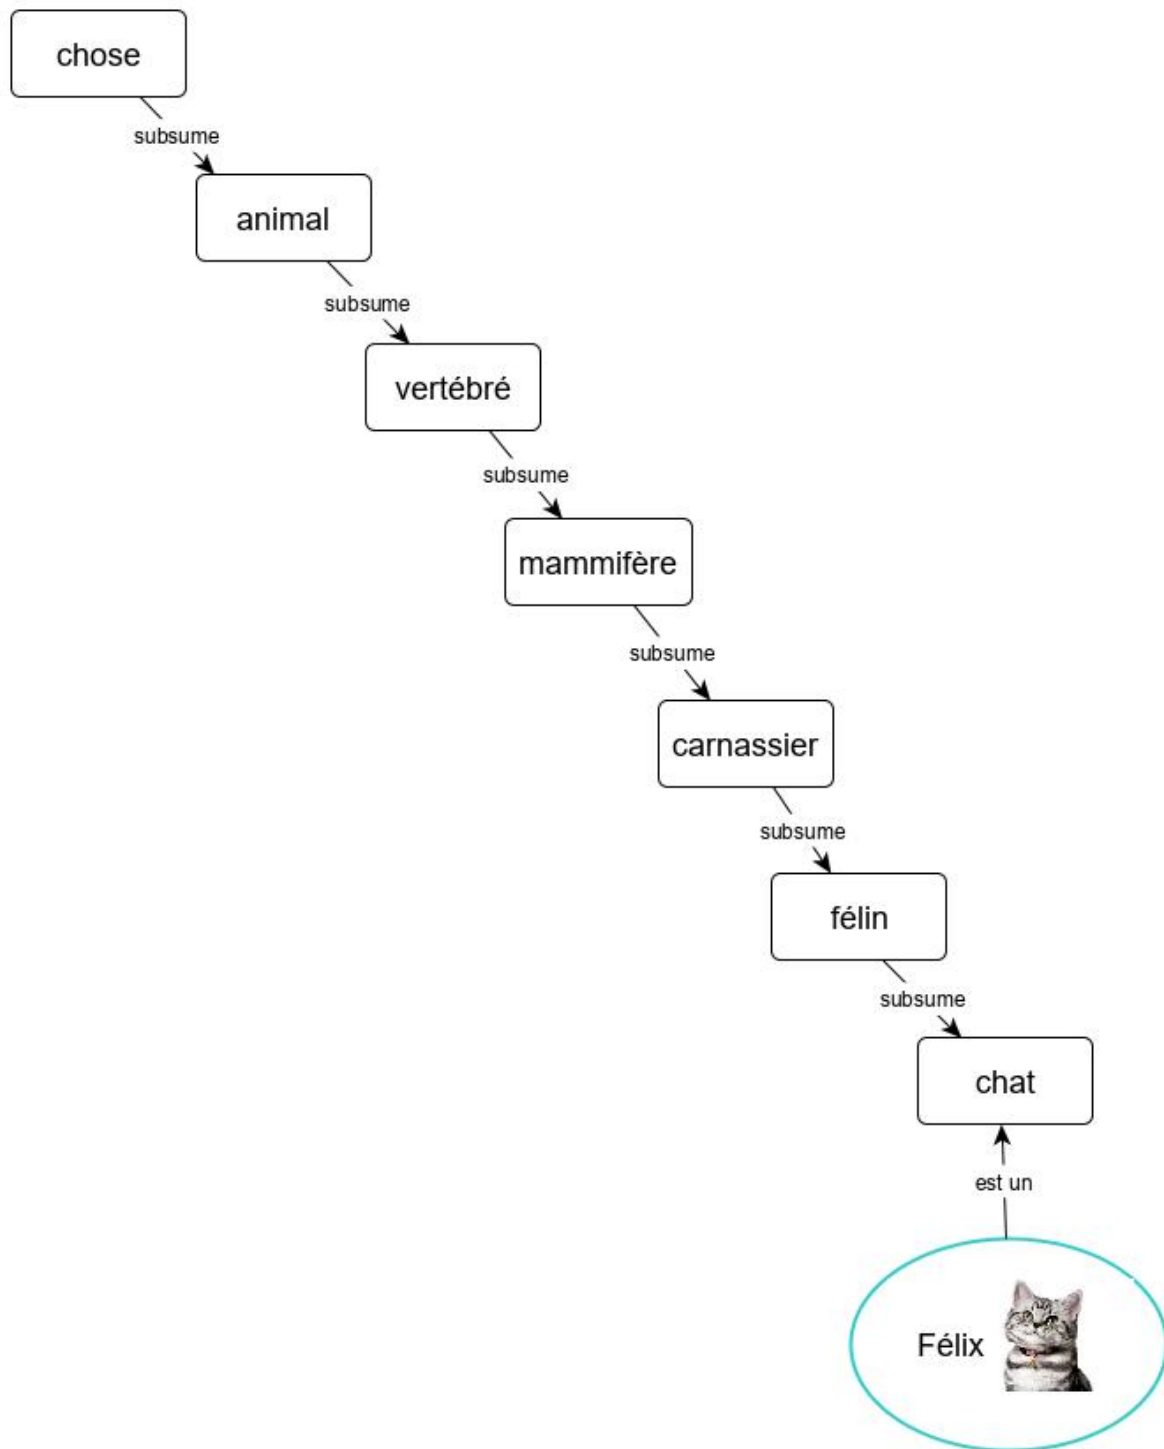 chose
subsume
animal
subsume
vertébré
subsume
mammifère
subsume
carnassier
subsume
félin
subsume
chat
est un
Félix